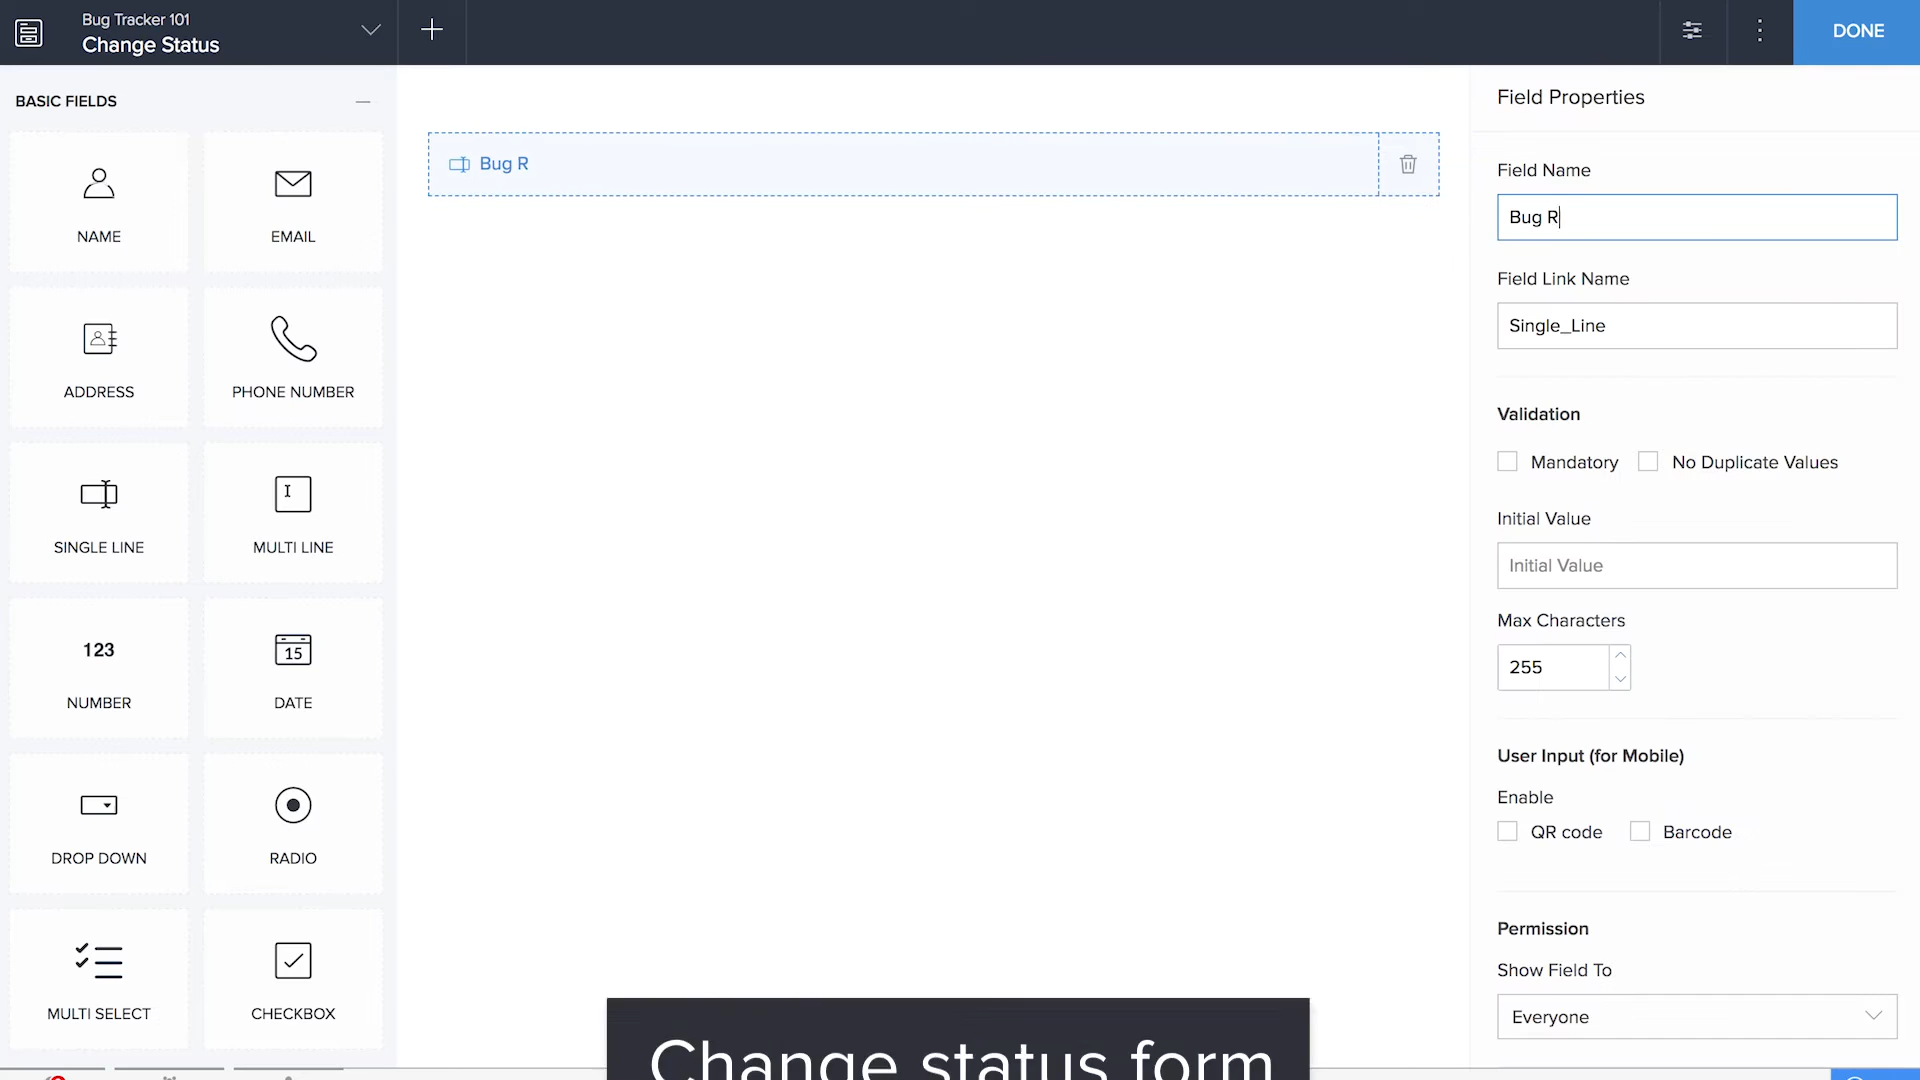 Bug Tracker 101
Change Status
DONE
BASIC FIELDS
NAME
EMAIL
ADDRESS
PHONE NUMBER
SINGLE LINE
MULTI LINE
123
NUMBER
15
DATE
DROP DOWN
RADIO
MULTI SELECT
CHECKBOX
Bug R
Field Properties
Field Name
Bug R
Field Link Name
Single_Line
Validation
Mandatory
No Duplicate Values
Initial Value
Initial Value
Max Characters
255
User Input (for Mobile)
Enable
QR code
Barcode
Permission
Show Field To
Everyone
Change status form